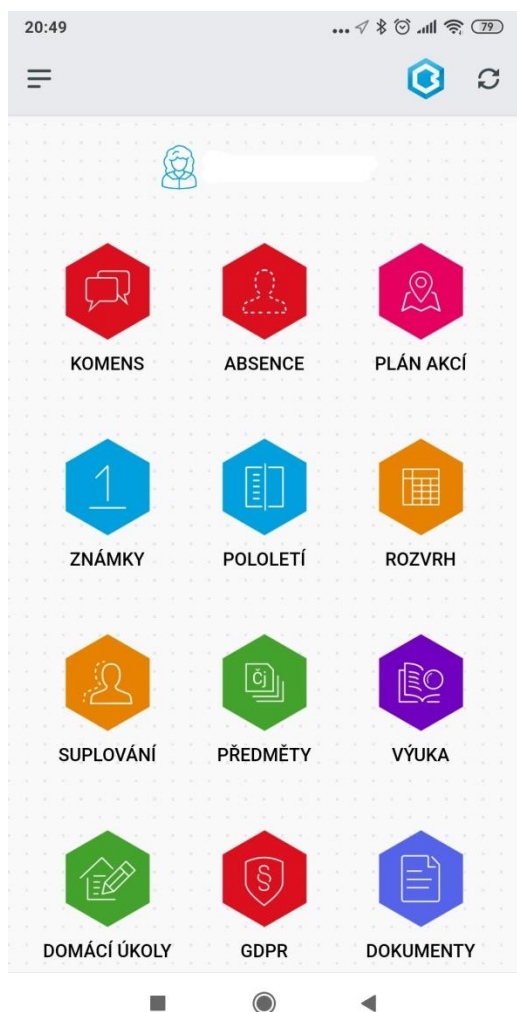 20:49
79
KOMENS ABSENCE PLÁN AKCÍ
1
ZNÁMKY POLOLETÍ ROZVRH
Čj
SUPLOVÁNÍ PŘEDMĚTY VÝUKA
§
DOMÁCÍ ÚKOLY GDPR DOKUMENTY